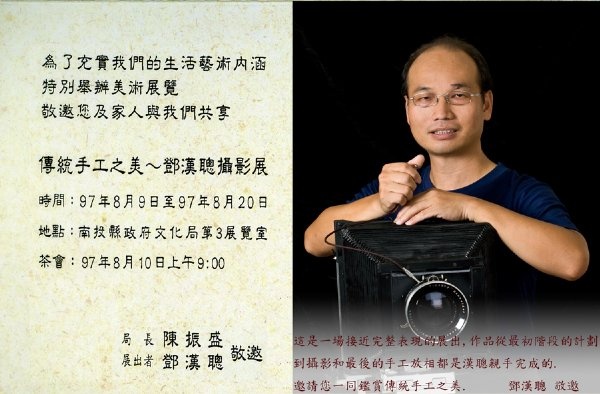 為了充實我們的生活藝術內涵
特別舉辦美術展覽
敬邀您及家人與我們共享
傳統手工之美～鄧漢聰攝影展
時間：97年8月9日至97年8月20日
地點：南投縣政府文化局第3展覽室
茶會：97年8月10日上午9:00
局長 陳振盛
展出者 鄧漢聰 敬邀
這是一場接近完整表現的展出，作品從最初階段的計劃
到攝影和最後的手工放相都是漢聰親手完成的．
邀請您一同鑑賞傳統手工之美． 鄧漢聰 敬邀